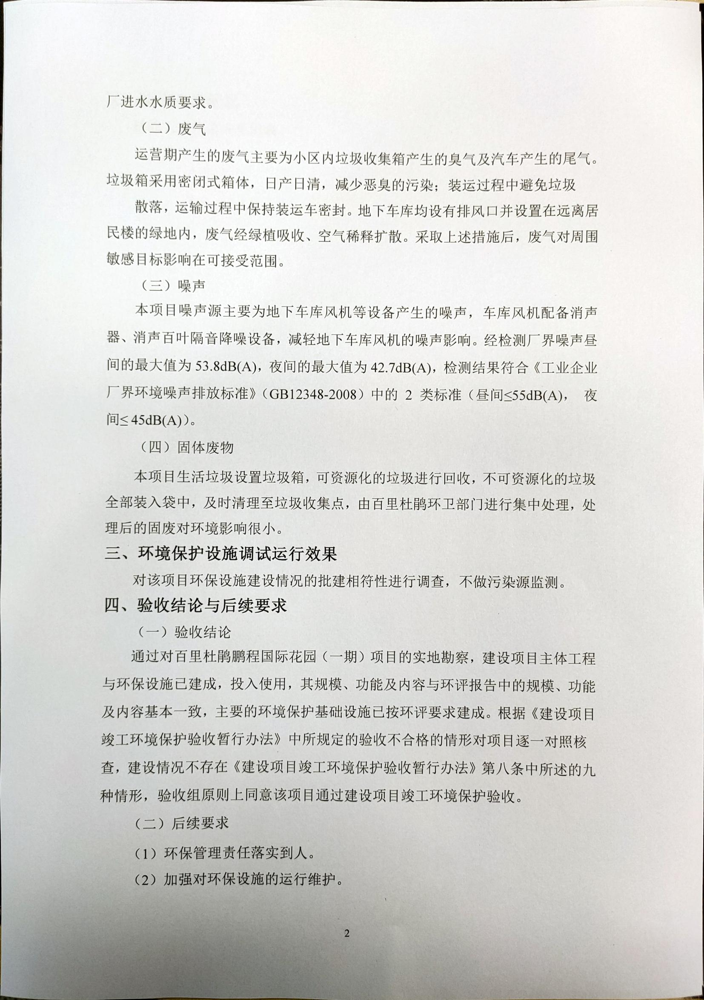 厂进水水质要求。
（二）废气
运营期产生的废气主要为小区内垃圾收集箱产生的臭气及汽车产生的尾气。
垃圾箱采用密闭式箱体，日产日清，减少恶臭的污染；装运过程中避免垃圾
散落，运输过程中保持装运车密封。地下车库均设有排风口并设置在远离居
民楼的绿地内，废气经绿植吸收、空气稀释扩散。采取上述措施后，废气对周围
敏感目标影响在可接受范围。
（三）噪声
本项目噪声源主要为地下车库风机等设备产生的噪声，车库风机配备消声
器、消声百叶隔音降噪设备，减轻地下车库风机的噪声影响。经检测厂界噪声昼
间的最大值为 53.8dB(A)，夜间的最大值为 42.7dB(A)，检测结果符合《工业企业
厂界环境噪声排放标准》（GB12348-2008）中的 2 类标准（昼间≤55dB(A)， 夜
间≤ 45dB(A)）。
（四）固体废物
本项目生活垃圾设置垃圾箱，可资源化的垃圾进行回收，不可资源化的垃圾
全部装入袋中，及时清理至垃圾收集点，由百里杜鹃环卫部门进行集中处理，处
理后的固废对环境影响很小。
三、环境保护设施调试运行效果
对该项目环保设施建设情况的批建相符性进行调查，不做污染源监测。
四、验收结论与后续要求
（一）验收结论
通过对百里杜鹃鹏程国际花园（一期）项目的实地勘察，建设项目主体工程
与环保设施已建成，投入使用，其规模、功能及内容与环评报告中的规模、功能
及内容基本一致，主要的环境保护基础设施已按环评要求建成。根据《建设项目
竣工环境保护验收暂行办法》中所规定的验收不合格的情形对项目逐一对照核
查，建设情况不存在《建设项目竣工环境保护验收暂行办法》第八条中所述的九
种情形，验收组原则上同意该项目通过建设项目竣工环境保护验收。
（二）后续要求
（1）环保管理责任落实到人。
（2）加强对环保设施的运行维护。
2